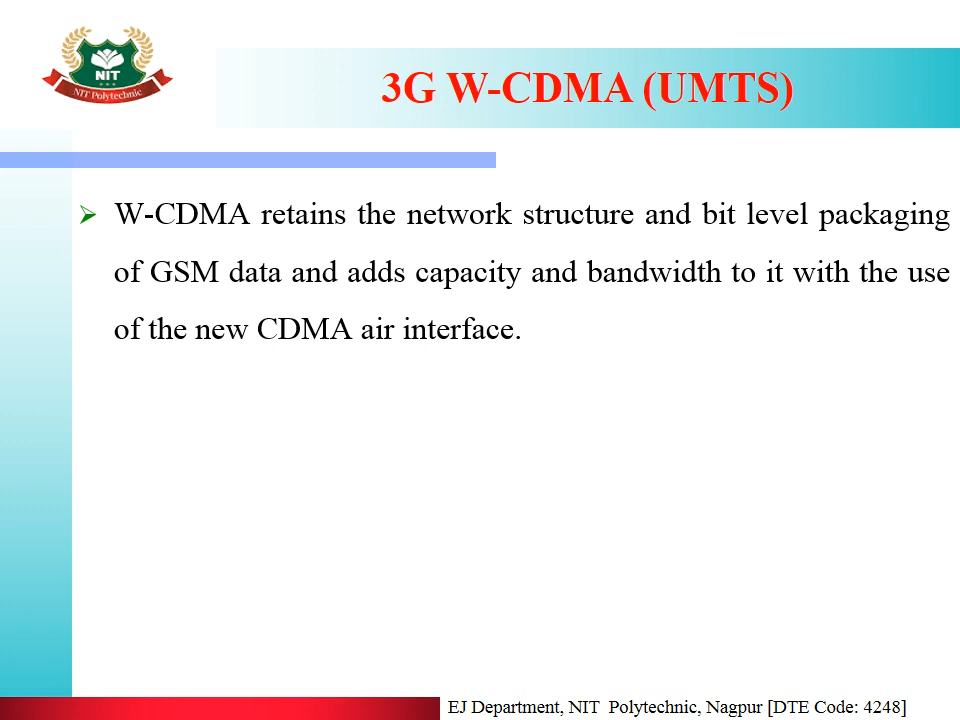 NIT
NIT Polytechnic
3G W-CDMA (UMTS)
W-CDMA retains the network structure and bit level packaging
of GSM data and adds capacity and bandwidth to it with the use
of the new CDMA air interface.
EJ Department, NIT Polytechnic, Nagpur [DTE Code: 4248]